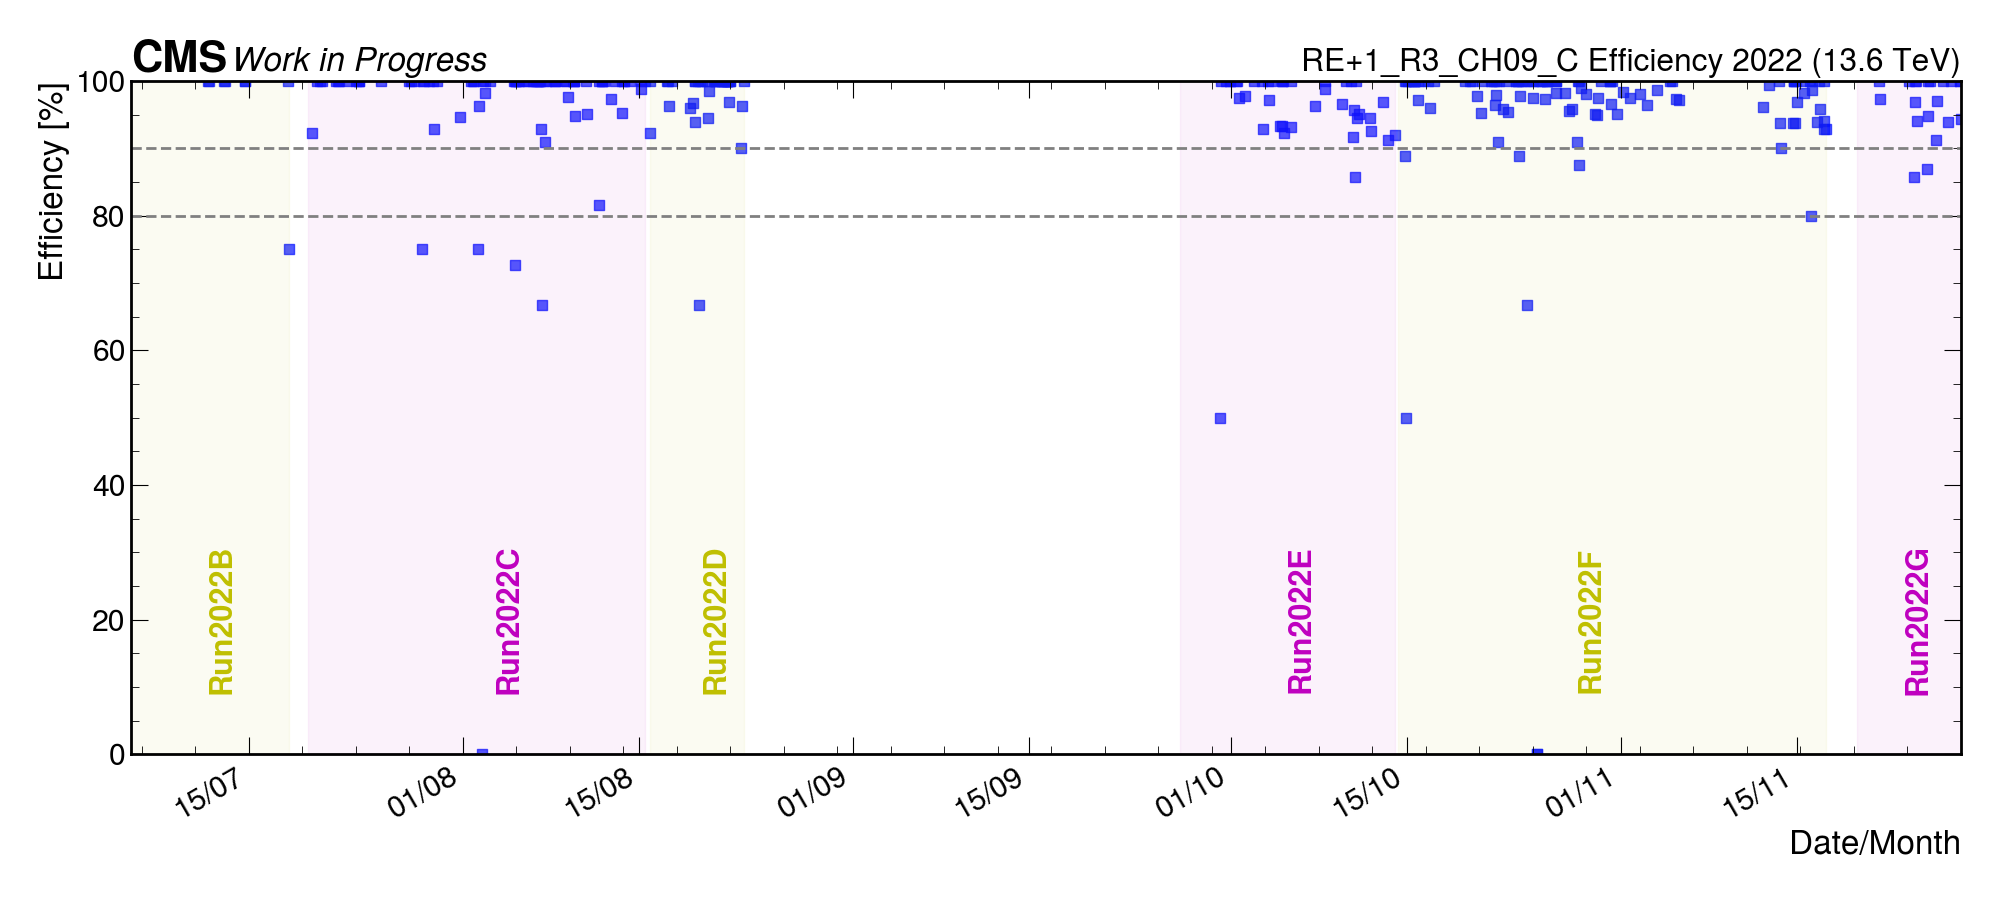 CMS Work in Progress
RE+1_R3_CH09_C Efficiency 2022 (13.6 TeV)
Efficiency [%]
100
80
60
40
20
0
Run2022B
Run2022C
Run2022D
Run2022E
Run2022F
Run2022G
15/07
01/08
15/08
01/09
15/09
01/10
15/10
01/11
15/11
Date/Month